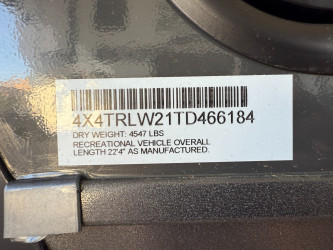 4X4TRLW21TD466184
DRY WEIGHT: 4547 LBS
RECREATIONAL VEHICLE OVERALL
LENGTH 22'4" AS MANUFACTURED.